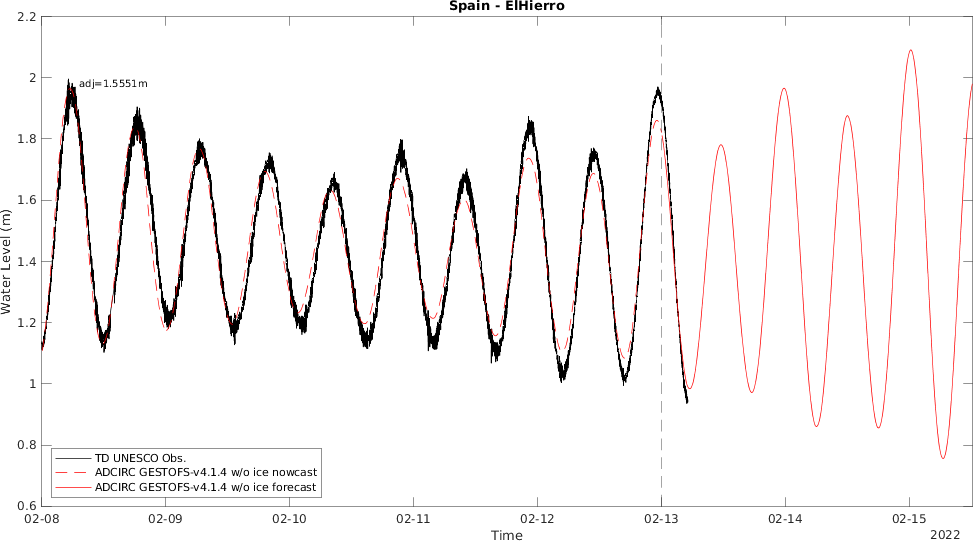 Spain - ElHierro
2.2
2
1.8
1.6
1.4
1.2
1
0.8
0.6
Water Level (m)
adj=1.5551m
TD UNESCO Obs.
ADCIRC GESTOFS-v4.1.4 w/o ice nowcast
ADCIRC GESTOFS-v4.1.4 w/o ice forecast
02-08 02-09 02-10 02-11 02-12 02-13 02-14 02-15
Time
2022